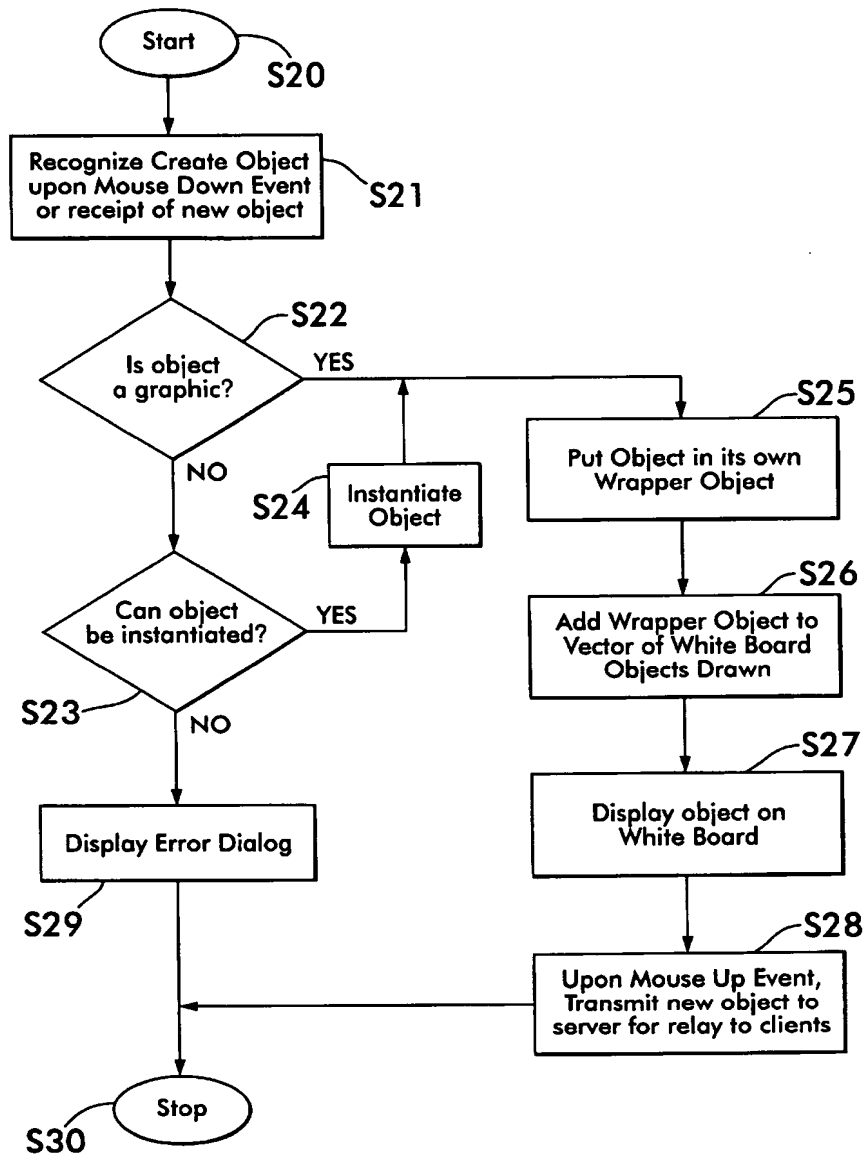 Start
S20
Recognize Create Object
upon Mouse Down Event
or receipt of new object
S21
S22
Is object
a graphic?
YES
NO
S24
Instantiate
Object
Can object
be instantiated?
YES
S23
NO
Display Error Dialog
S29
S25
Put Object in its own
Wrapper Object
S26
Add Wrapper Object to
Vector of White Board
Objects Drawn
S27
Display object on
White Board
S28
Upon Mouse Up Event,
Transmit new object to
server for relay to clients
Stop
S30